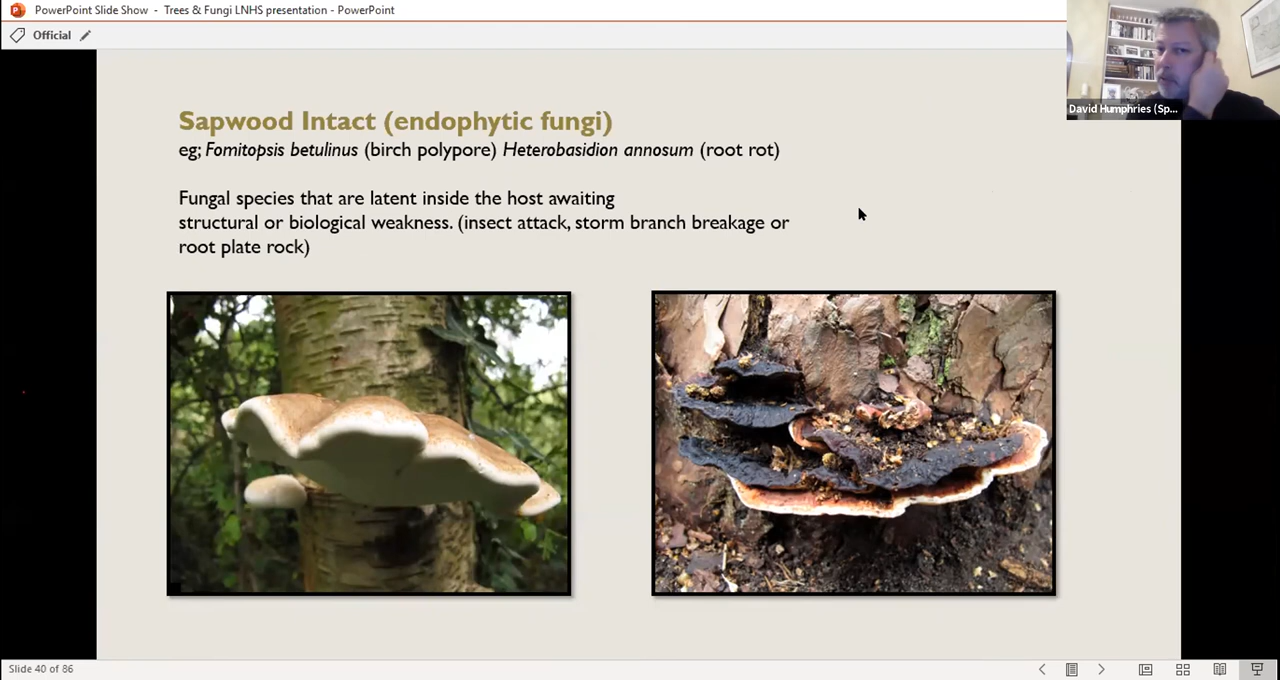 PowerPoint Slide Show - Trees & Fungi LNHS presentation - PowerPoint
Official
David Humphries (Sp...
Sapwood Intact (endophytic fungi)
eg; Fomitopsis betulinus (birch polypore) Heterobasidion annosum (root rot)
Fungal species that are latent inside the host awaiting
structural or biological weakness. (insect attack, storm branch breakage or
root plate rock)
Slide 40 of 86